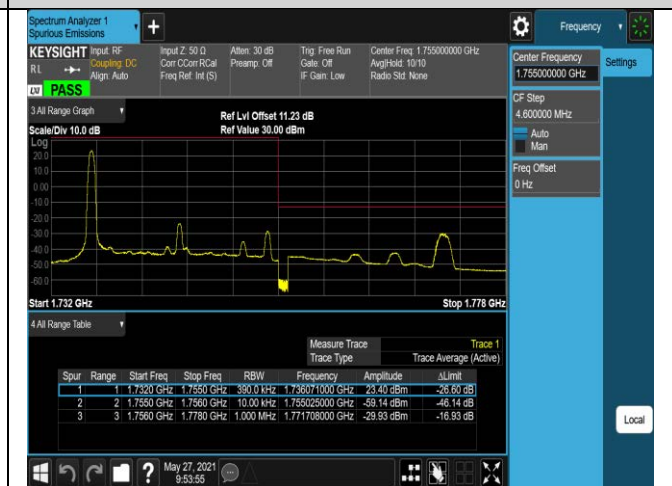 Spectrum Analyzer 1
Spurious Emissions
Frequency
KEYSIGHT
Input: RF
Coupling: DC
Align: Auto
Input Z: 50 Ω
Corr CCorr RCal
Freq Ref: Int (S)
Atten: 30 dB
Preamp: Off
Trig: Free Run
Gate: Off
IF Gain: Low
Center Freq: 1.755000000 GHz
Avg|Hold: 10/10
Radio Std: None
RL
LXI PASS
Center Frequency
1.755000000 GHz
Settings
CF Step
4.600000 MHz
Auto
Man
Freq Offset
0 Hz
3 All Range Graph
Scale/Div 10.0 dB
Ref Lvl Offset 11.23 dB
Ref Value 30.00 dBm
Log
20.0
10.0
0.00
-10.0
-20.0
-30.0
-40.0
-50.0
-60.0
Start 1.732 GHz
Stop 1.778 GHz
4 All Range Table
Measure Trace Trace 1
Trace Type Trace Average (Active)
Spur Range Start Freq Stop Freq RBW Frequency Amplitude ∆Limit
1 1 1.7320 GHz 1.7550 GHz 390.0 kHz 1.736071000 GHz 23.40 dBm -26.60 dB
2 2 1.7550 GHz 1.7560 GHz 10.00 kHz 1.755025000 GHz -59.14 dBm -46.14 dB
3 3 1.7560 GHz 1.7780 GHz 1.000 MHz 1.771708000 GHz -29.93 dBm -16.93 dB
Local
May 27, 2021
9:53:55